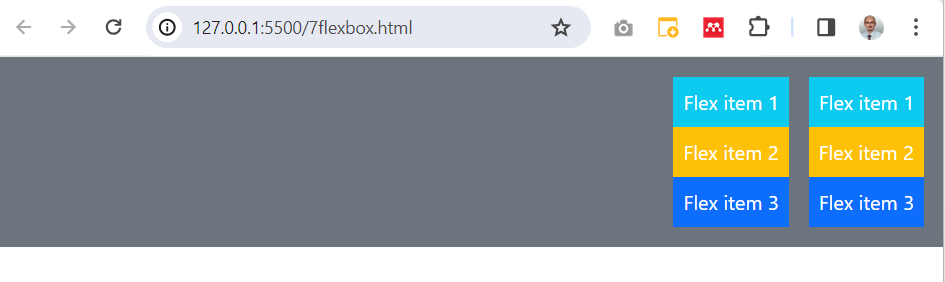 127.0.0.1:5500/7flexbox.html
Flex item 1 Flex item 1
Flex item 2 Flex item 2
Flex item 3 Flex item 3